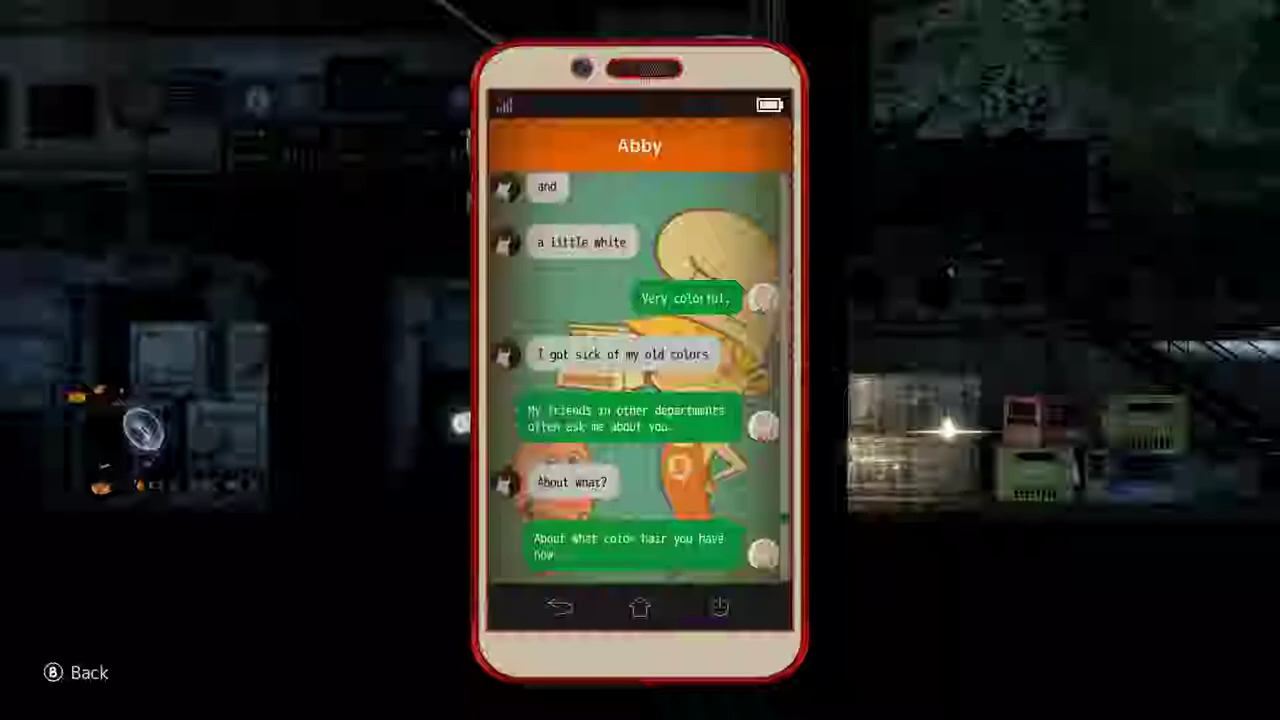 Abby
and
a little white
Very colorful.
I got sick of my old colors
My friends in other departments
often ask me about you.
About what?
About what color hair you have
now.
B Back